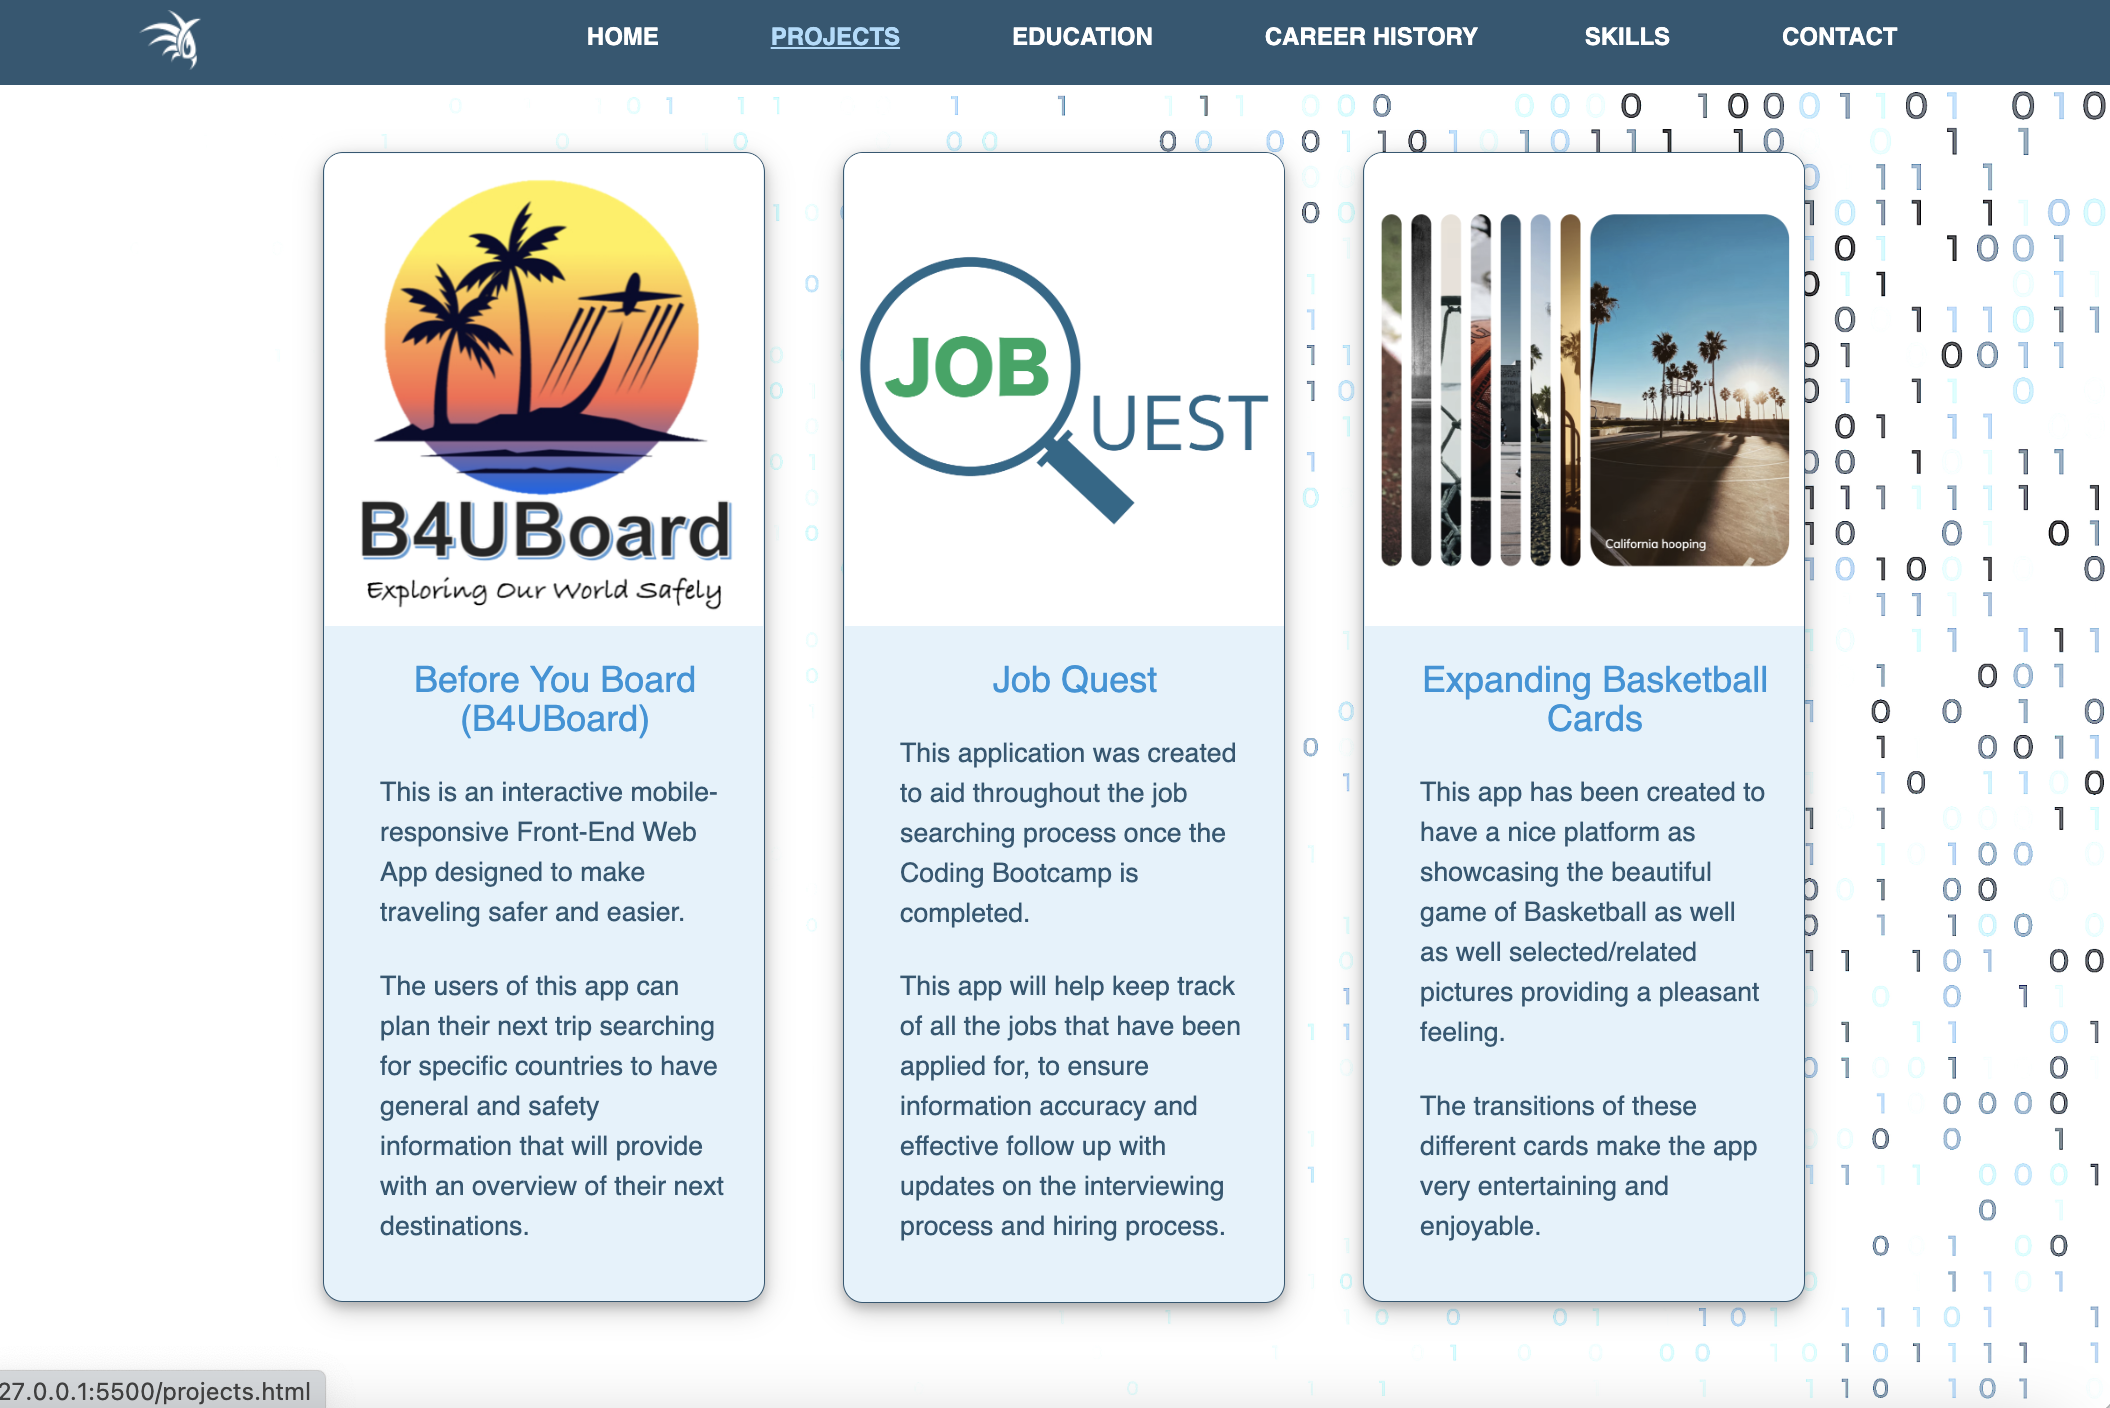 HOME PROJECTS EDUCATION CAREER HISTORY SKILLS CONTACT
B4UBoard
Exploring Our World Safely
Before You Board
(B4UBoard)
This is an interactive mobile-
responsive Front-End Web
App designed to make
traveling safer and easier.
The users of this app can
plan their next trip searching
for specific countries to have
general and safety
information that will provide
with an overview of their next
destinations.
JOB
UEST
Job Quest
This application was created
to aid throughout the job
searching process once the
Coding Bootcamp is
completed.
This app will help keep track
of all the jobs that have been
applied for, to ensure
information accuracy and
effective follow up with
updates on the interviewing
process and hiring process.
California hooping
Expanding Basketball
Cards
This app has been created to
have a nice platform as
showcasing the beautiful
game of Basketball as well
as well selected/related
pictures providing a pleasant
feeling.
The transitions of these
different cards make the app
very entertaining and
enjoyable.
27.0.0.1:5500/projects.html